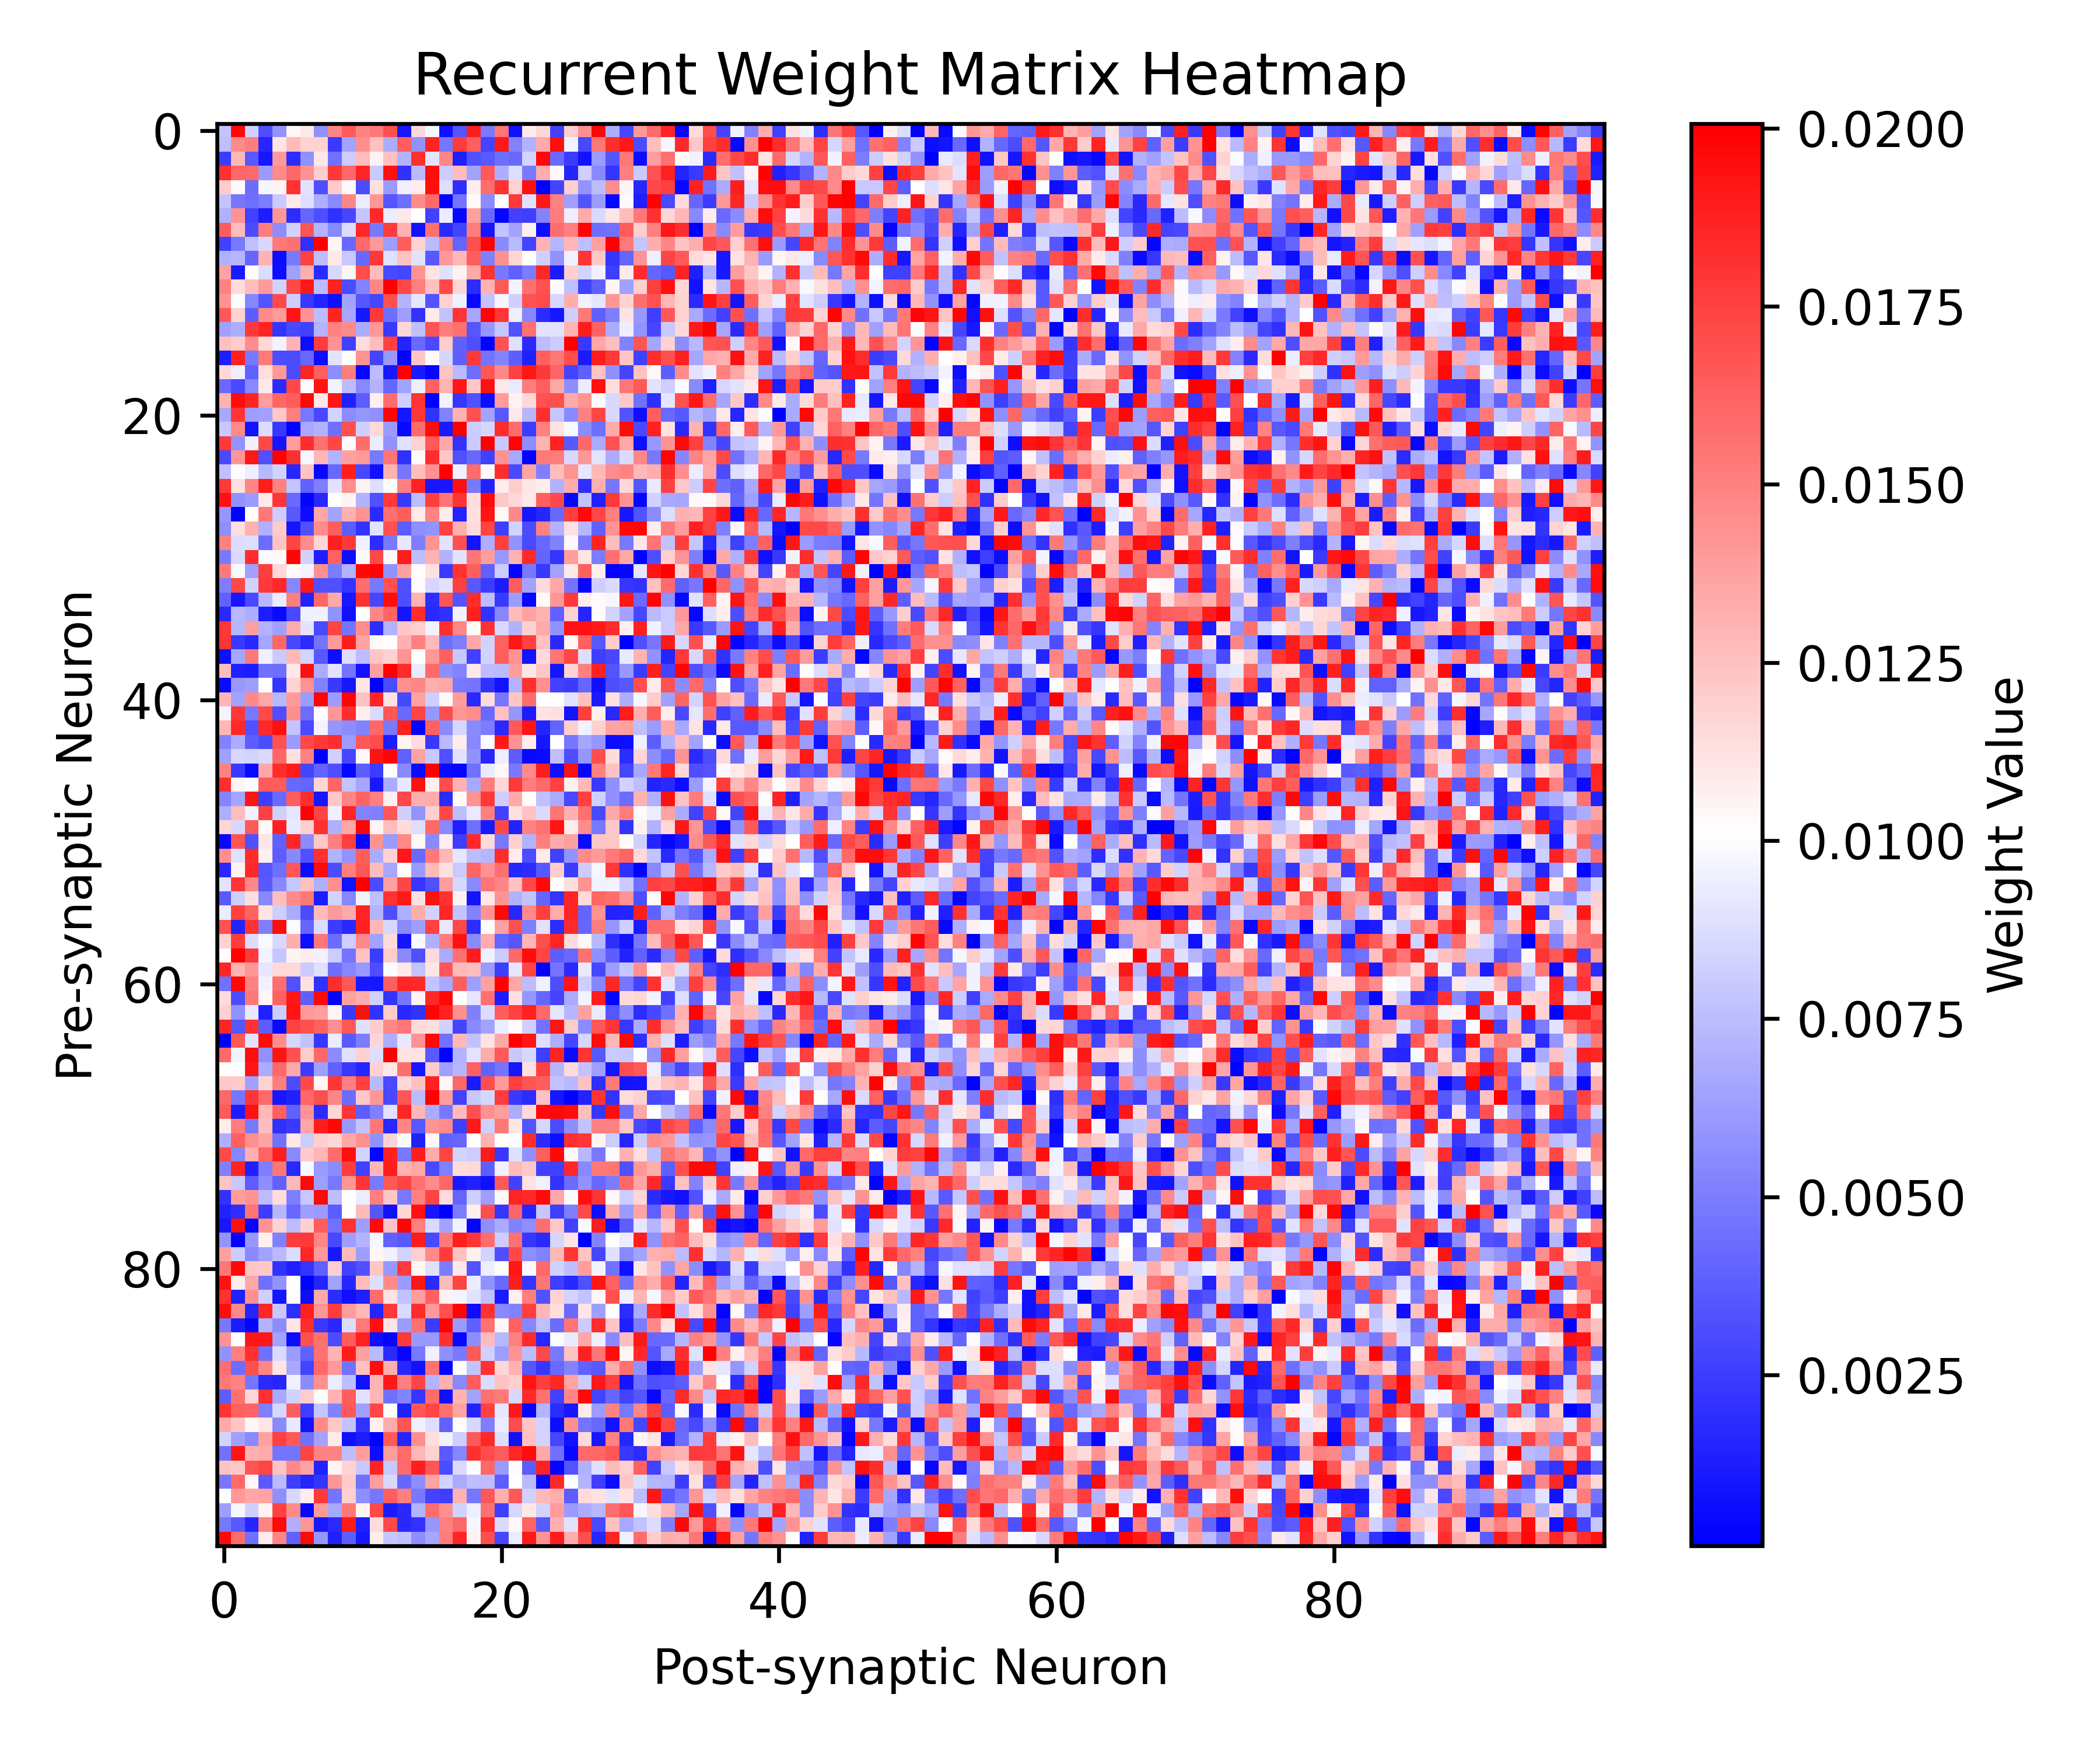 Recurrent Weight Matrix Heatmap
0
20
40
60
80
Pre-synaptic Neuron
0 20 40 60 80
Post-synaptic Neuron
0.0200
0.0175
0.0150
0.0125
0.0100
0.0075
0.0050
0.0025
Weight Value